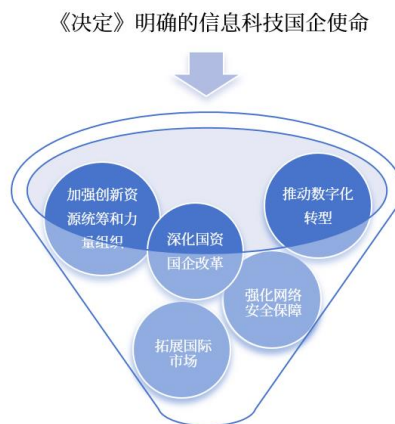 《决定》明确的信息科技国企使命
加强创新资
源统筹和力
量组织
推动数字化
转型
深化国资
国企改革
强化网络
安全保障
拓展国际
市场